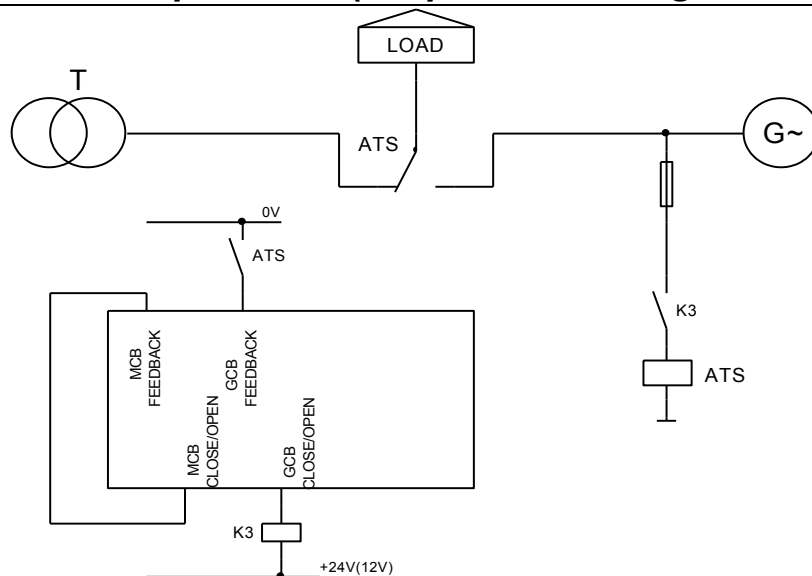 LOAD
T
ATS
G~
0V
ATS
K3
MCB
FEEDBACK
GCB
FEEDBACK
ATS
MCB
CLOSE/OPEN
GCB
CLOSE/OPEN
K3
+24V(12V)